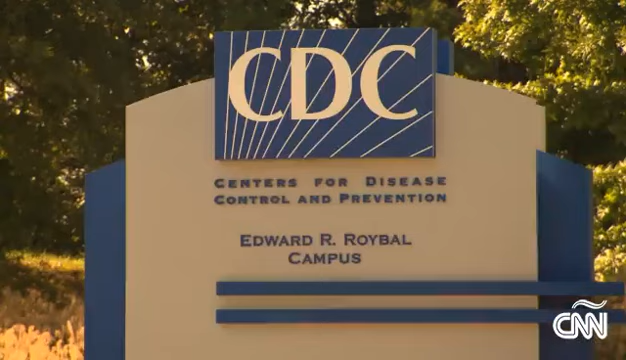 CDC
CENTERS FOR DISEASE
CONTROL AND PREVENTION
EDWARD R. ROYBAL
CAMPUS
CNN